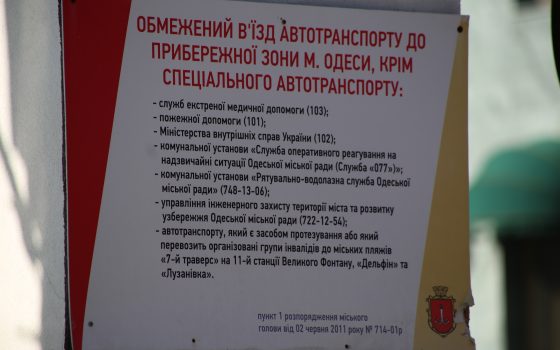 ОБМЕЖЕНИЙ В'ЇЗД АВТОТРАНСПОРТУ ДО
ПРИБЕРЕЖНОЇ ЗОНИ М. ОДЕСИ, КРІМ
СПЕЦІАЛЬНОГО АВТОТРАНСПОРТУ:
- служб екстреної медичної допомоги (103);
- пожежної допомоги (101);
- Міністерства внутрішніх справ України (102);
- комунальної установи «Служба оперативного реагування на
надзвичайні ситуації Одеської міської ради (Служба «077»)»;
- комунальної установи «Рятувально-водолазна служба Одеської
міської ради» (748-13-06);
- управління інженерного захисту території міста та розвитку
узбережжя Одеської міської ради (722-12-54);
- автотранспорту, який є засобом протезування або який
перевозить організовані групи інвалідів до міських пляжів
«7-й траверс» на 11-й станції Великого Фонтану, «Дельфін» та
«Лузанівка».
пункт 1 розпорядження міського
голови від 02 червня 2011 року № 714-01р